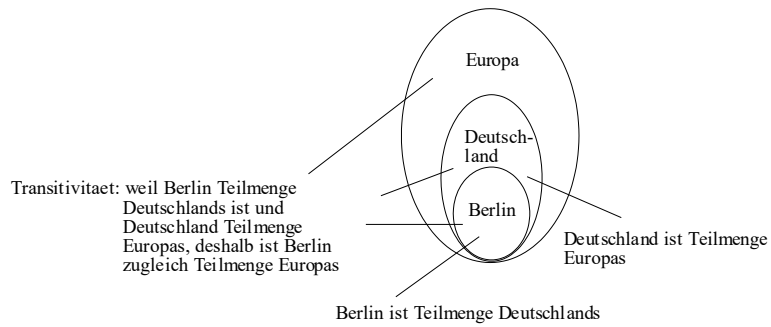 Europa
Deutsch-
land
Berlin
Transitivitaet: weil Berlin Teilmenge
Deutschlands ist und
Deutschland Teilmenge
Europas, deshalb ist Berlin
zugleich Teilmenge Europas
Deutschland ist Teilmenge
Europas
Berlin ist Teilmenge Deutschlands